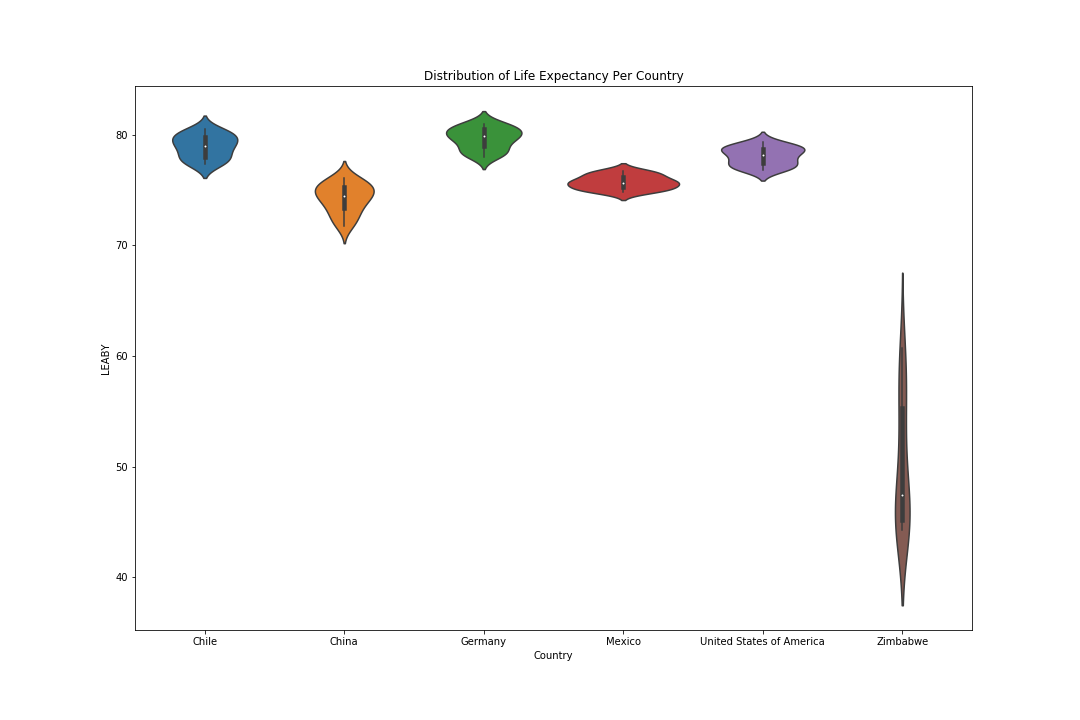 Distribution of Life Expectancy Per Country
80
70
60
50
40
LEABY
Chile China Germany Mexico United States of America Zimbabwe
Country